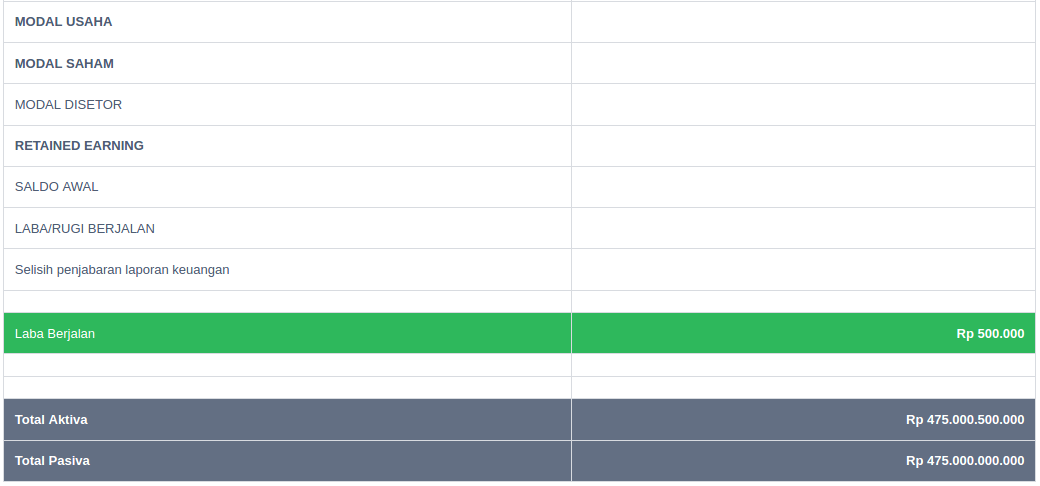 MODAL USAHA
MODAL SAHAM
MODAL DISETOR
RETAINED EARNING
SALDO AWAL
LABA/RUGI BERJALAN
Selisih penjabaran laporan keuangan
Laba Berjalan Rp 500.000
Total Aktiva Rp 475.000.500.000
Total Pasiva Rp 475.000.000.000